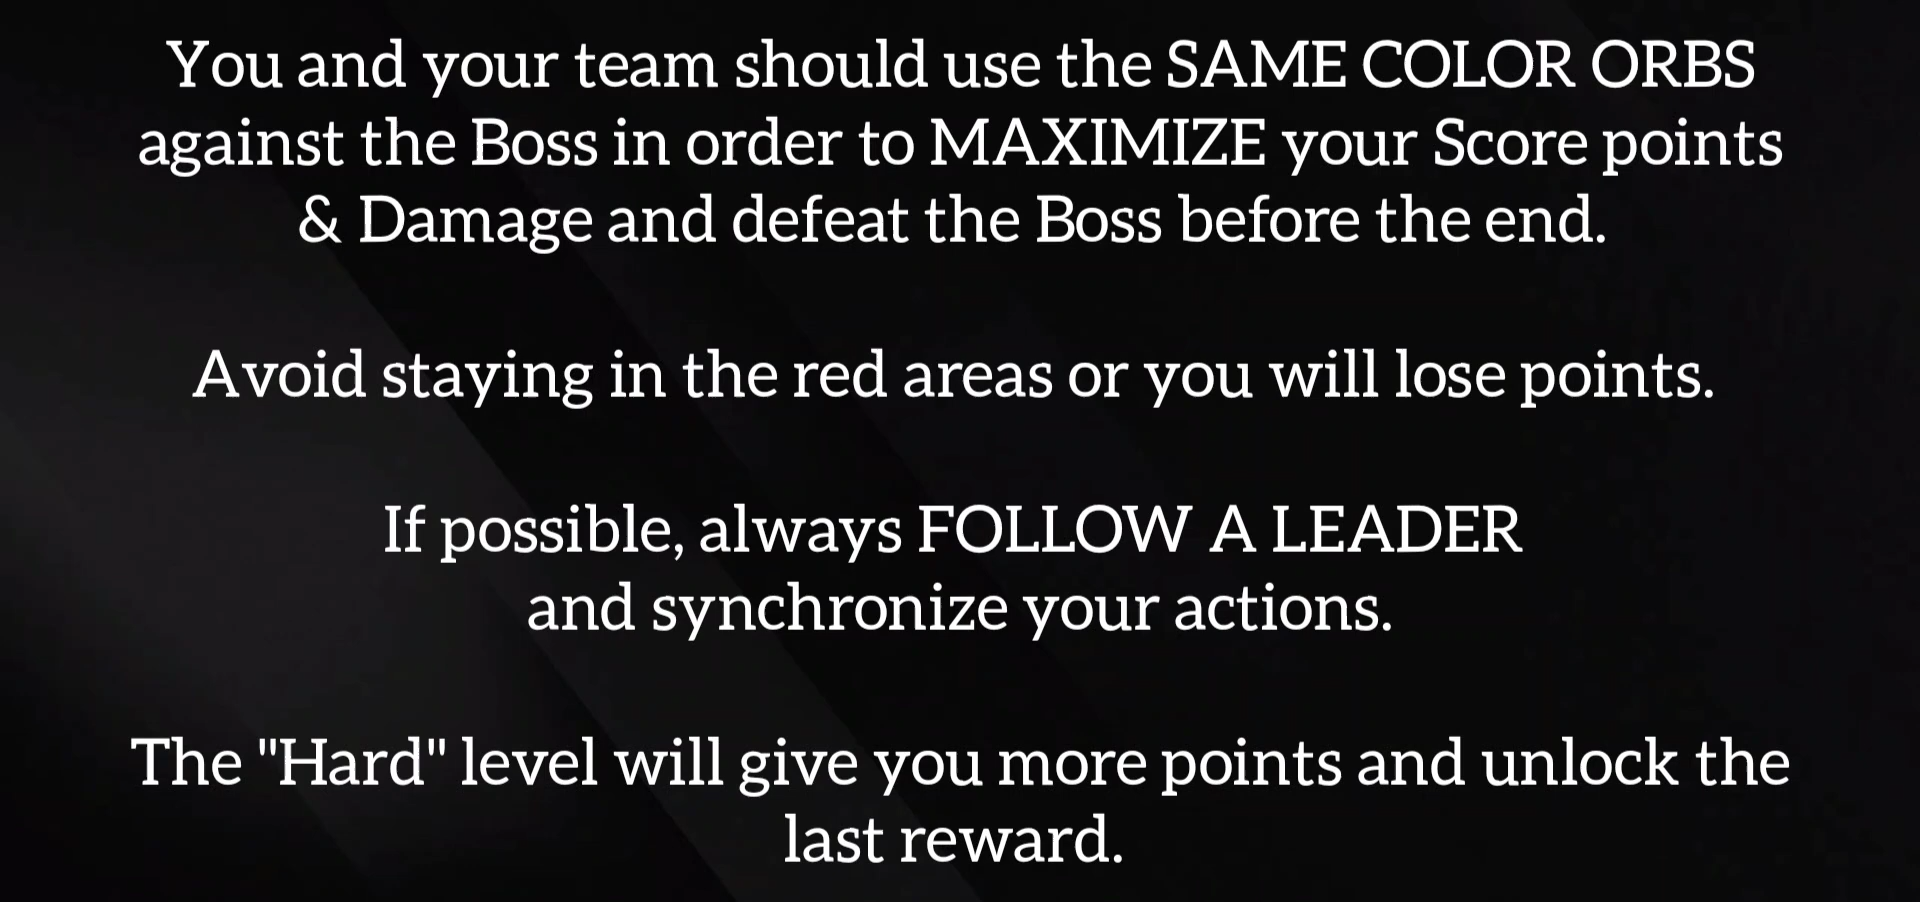 You and your team should use the SAME COLOR ORBS
against the Boss in order to MAXIMIZE your Score points
& Damage and defeat the Boss before the end.
Avoid staying in the red areas or you will lose points.
If possible, always FOLLOW A LEADER
and synchronize your actions.
The "Hard" level will give you more points and unlock the
last reward.